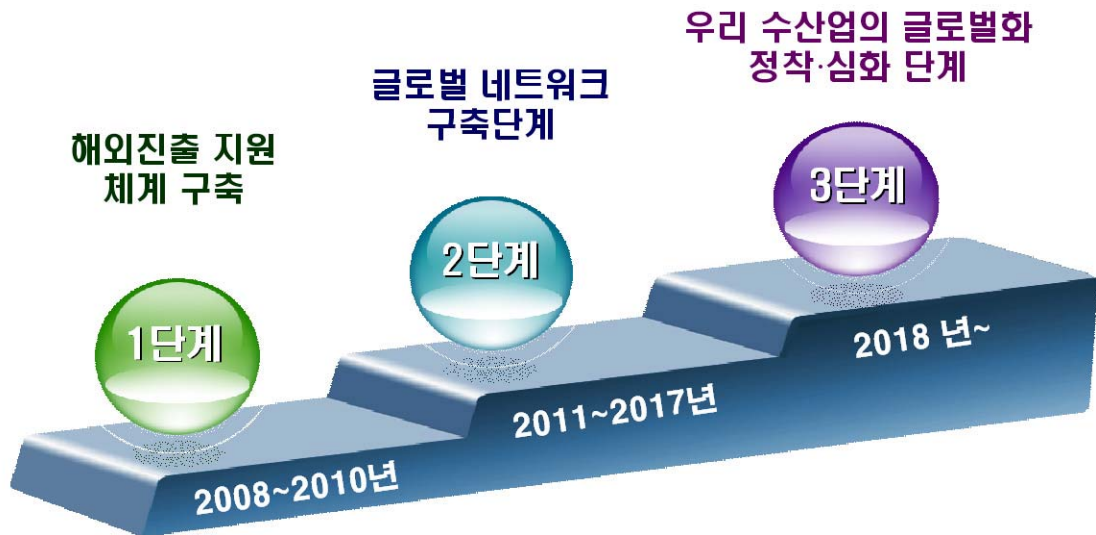 해외진출 지원
체계 구축
1단계
2008~2010년
글로벌 네트워크
구축단계
2단계
2011~2017년
우리 수산업의 글로벌화
정착·심화 단계
3단계
2018 년~